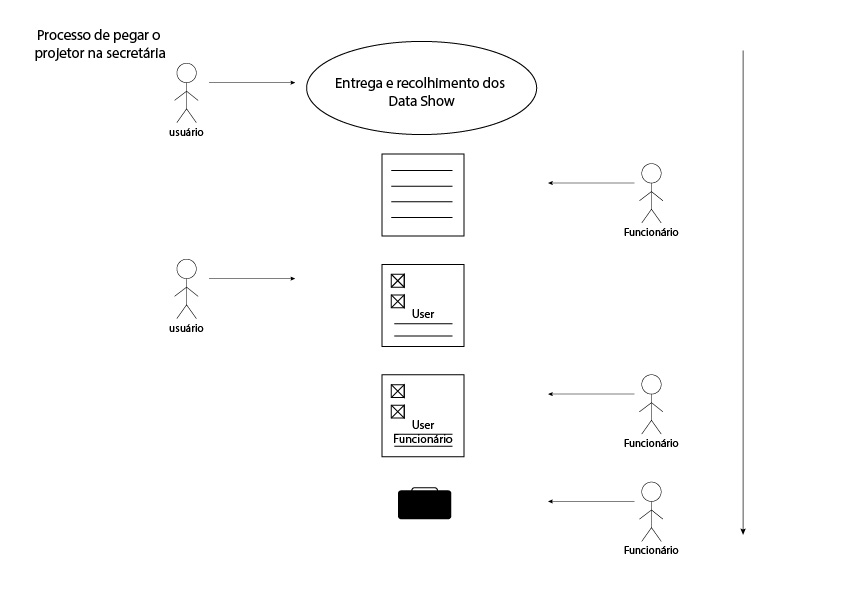 Processo de pegar o
projetor na secretária
usuário
Entrega e recolhimento dos
Data Show
Funcionário
usuário
User
User
Funcionário
Funcionário
Funcionário